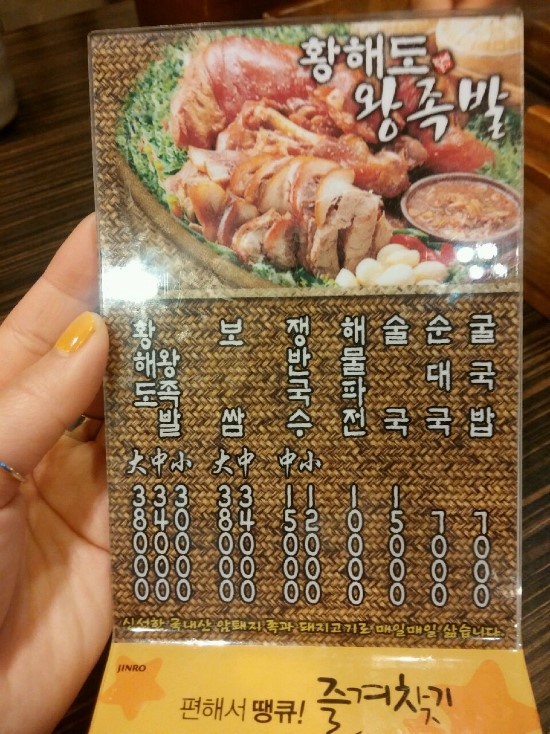 황해도
왕족발
황해도 왕족발
大 中 小
38000 34000 30000
보쌈
大 中
38000 34000
쟁반국수
中 小
15000 12000
해물파전
10000
술국
15000
순대국
7000
굴국밥
7000
신선한 국내산 암돼지 족과 돼지고기로 매일매일 삶습니다
JINRO
편해서 땡큐! 즐겨찾기